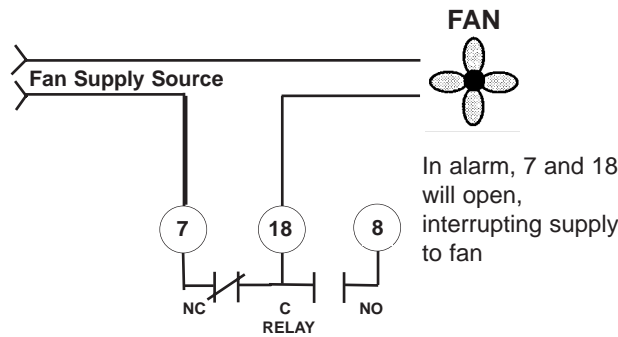 FAN
Fan Supply Source
In alarm, 7 and 18
will open,
interrupting supply
to fan
7
18
8
NC
C
NO
RELAY